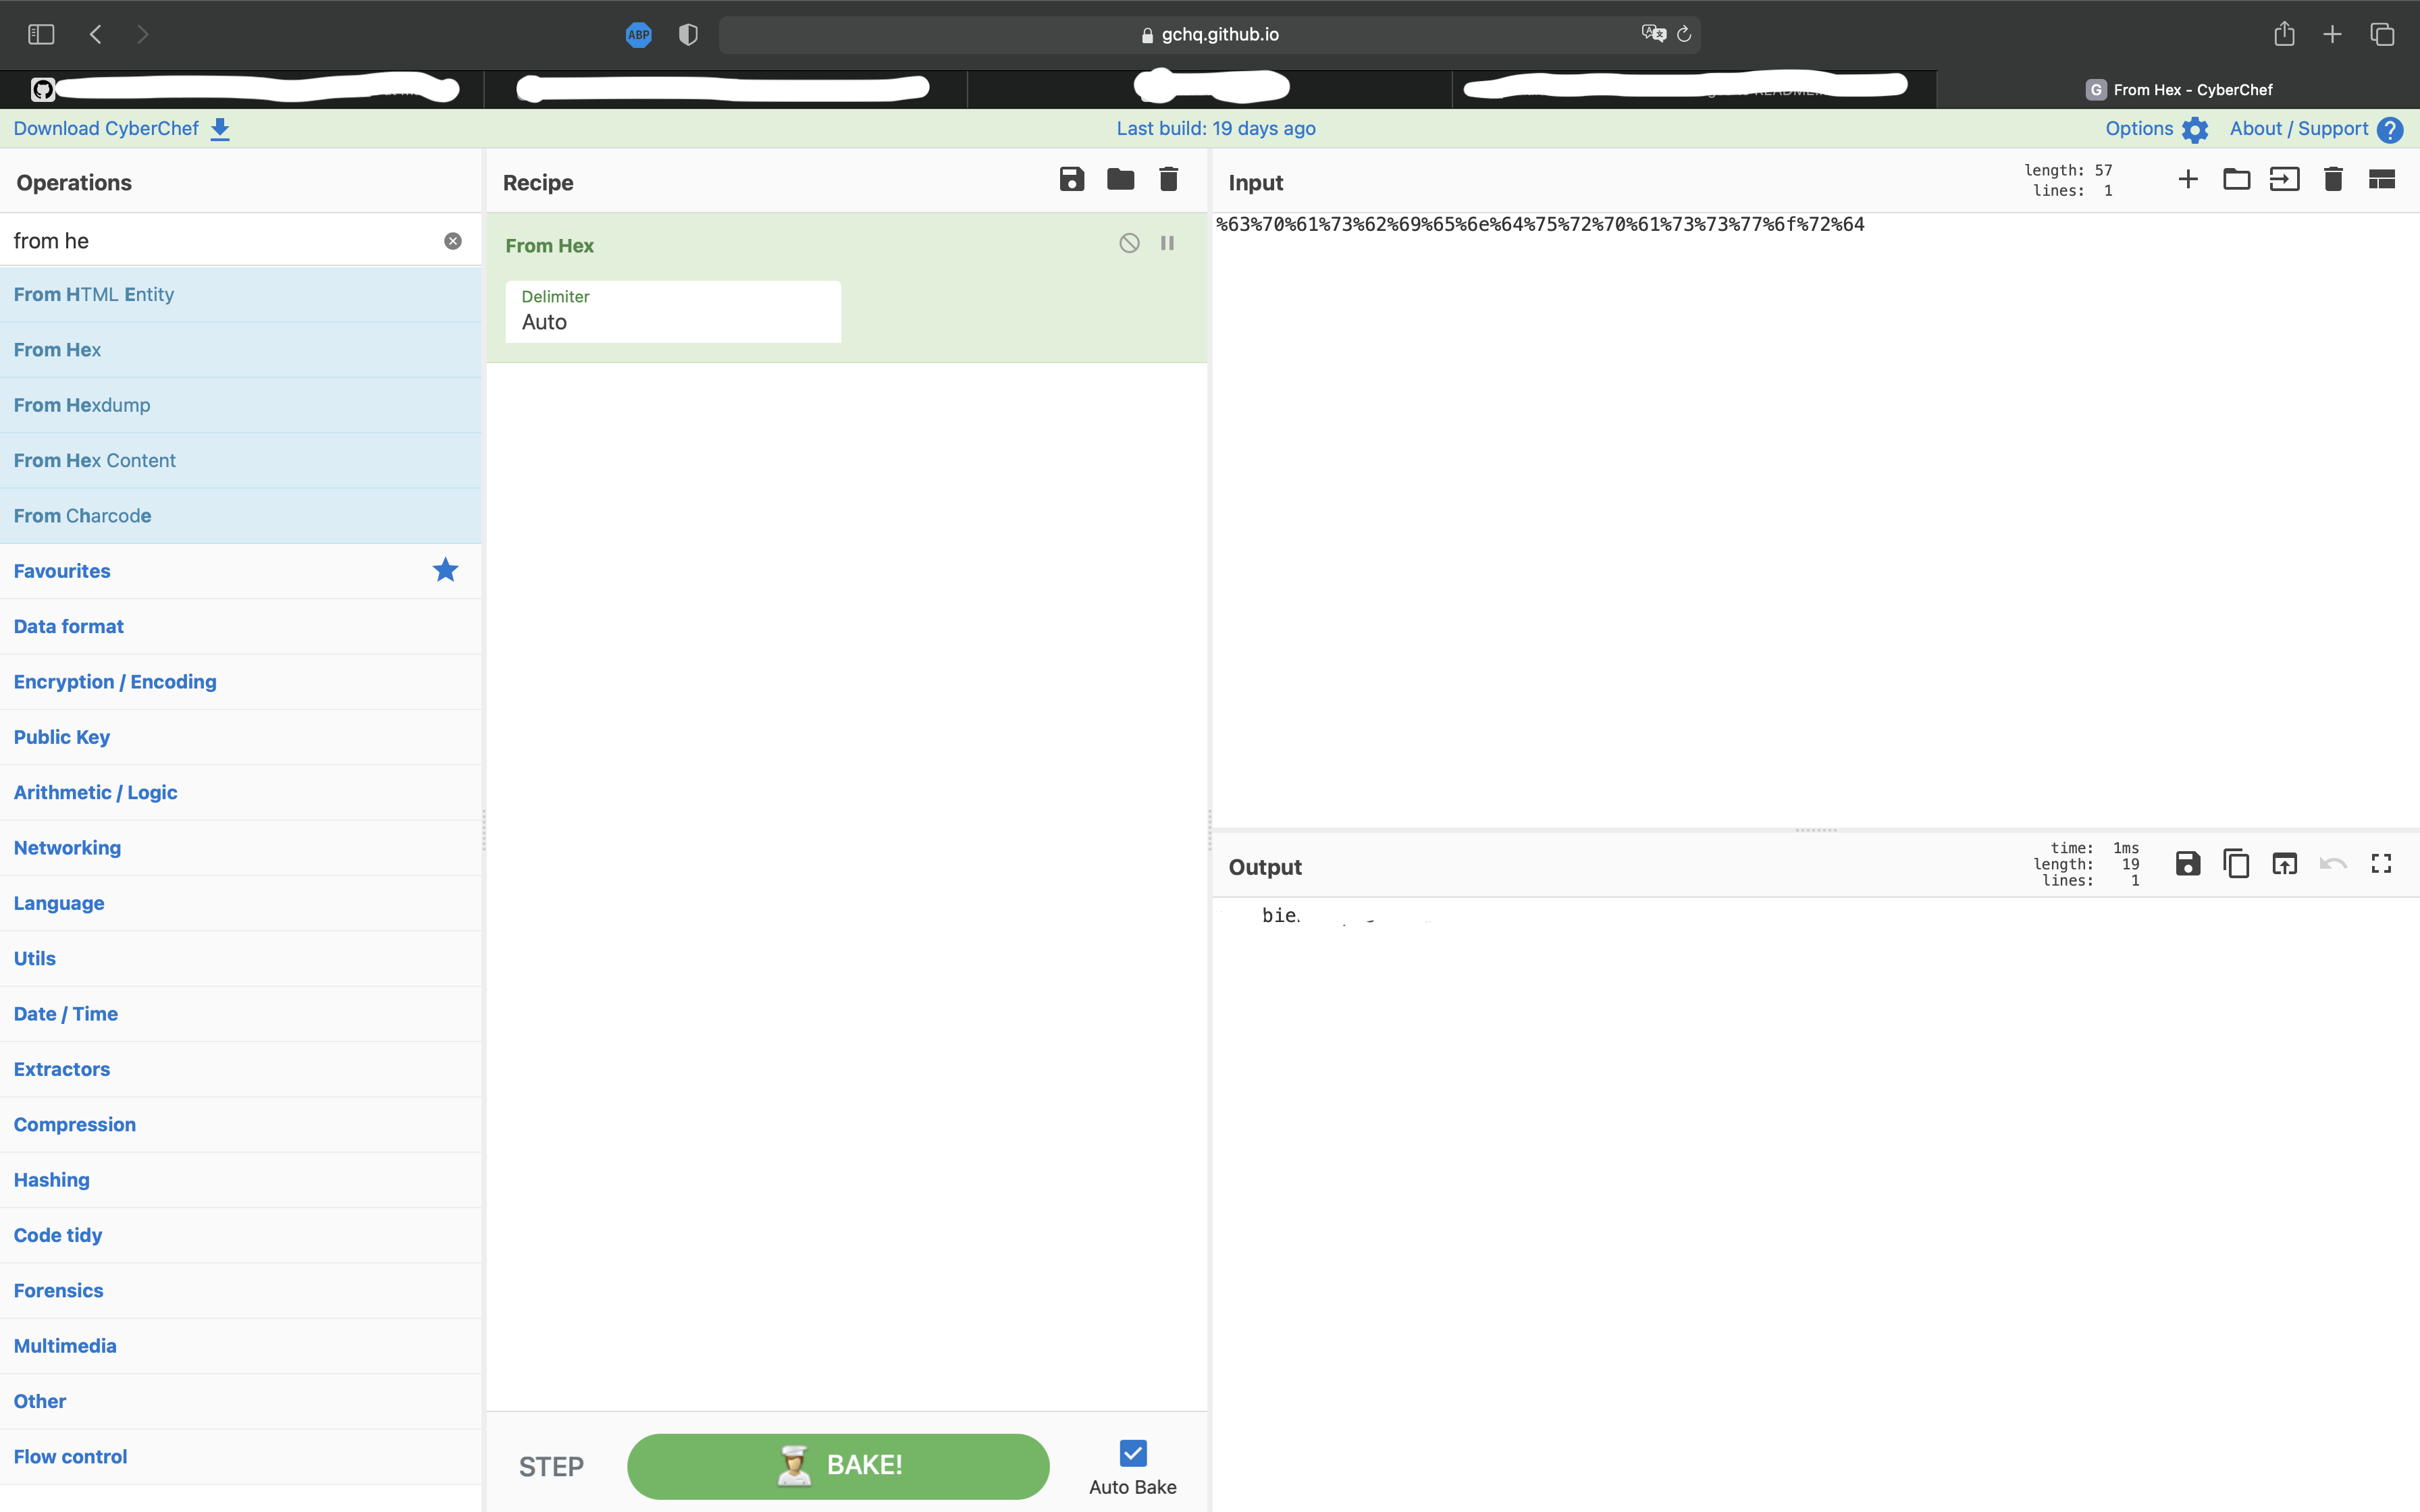 ABP
gchq.github.io
From Hex - CyberChef
Download CyberChef
Last build: 19 days ago
Options
About / Support
Operations
from he
From HTML Entity
From Hex
From Hexdump
From Hex Content
From Charcode
Favourites
Data format
Encryption / Encoding
Public Key
Arithmetic / Logic
Networking
Language
Utils
Date / Time
Extractors
Compression
Hashing
Code tidy
Forensics
Multimedia
Other
Flow control
Recipe
From Hex
Delimiter
Auto
STEP
BAKE!
Auto Bake
Input
length: 57
lines: 1
%63%70%61%73%62%69%65%6e%64%75%72%70%61%73%73%77%6f%72%64
Output
time: 1ms
length: 19
lines: 1
bie